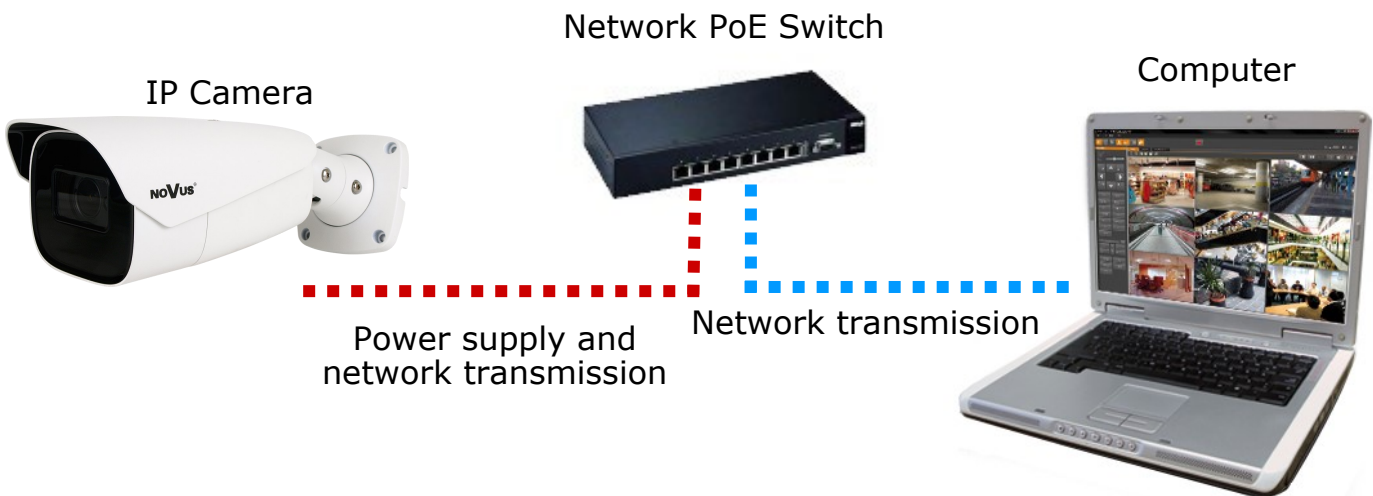 Network PoE Switch
Computer
IP Camera
NOVUS®
Network transmission
Power supply and
network transmission